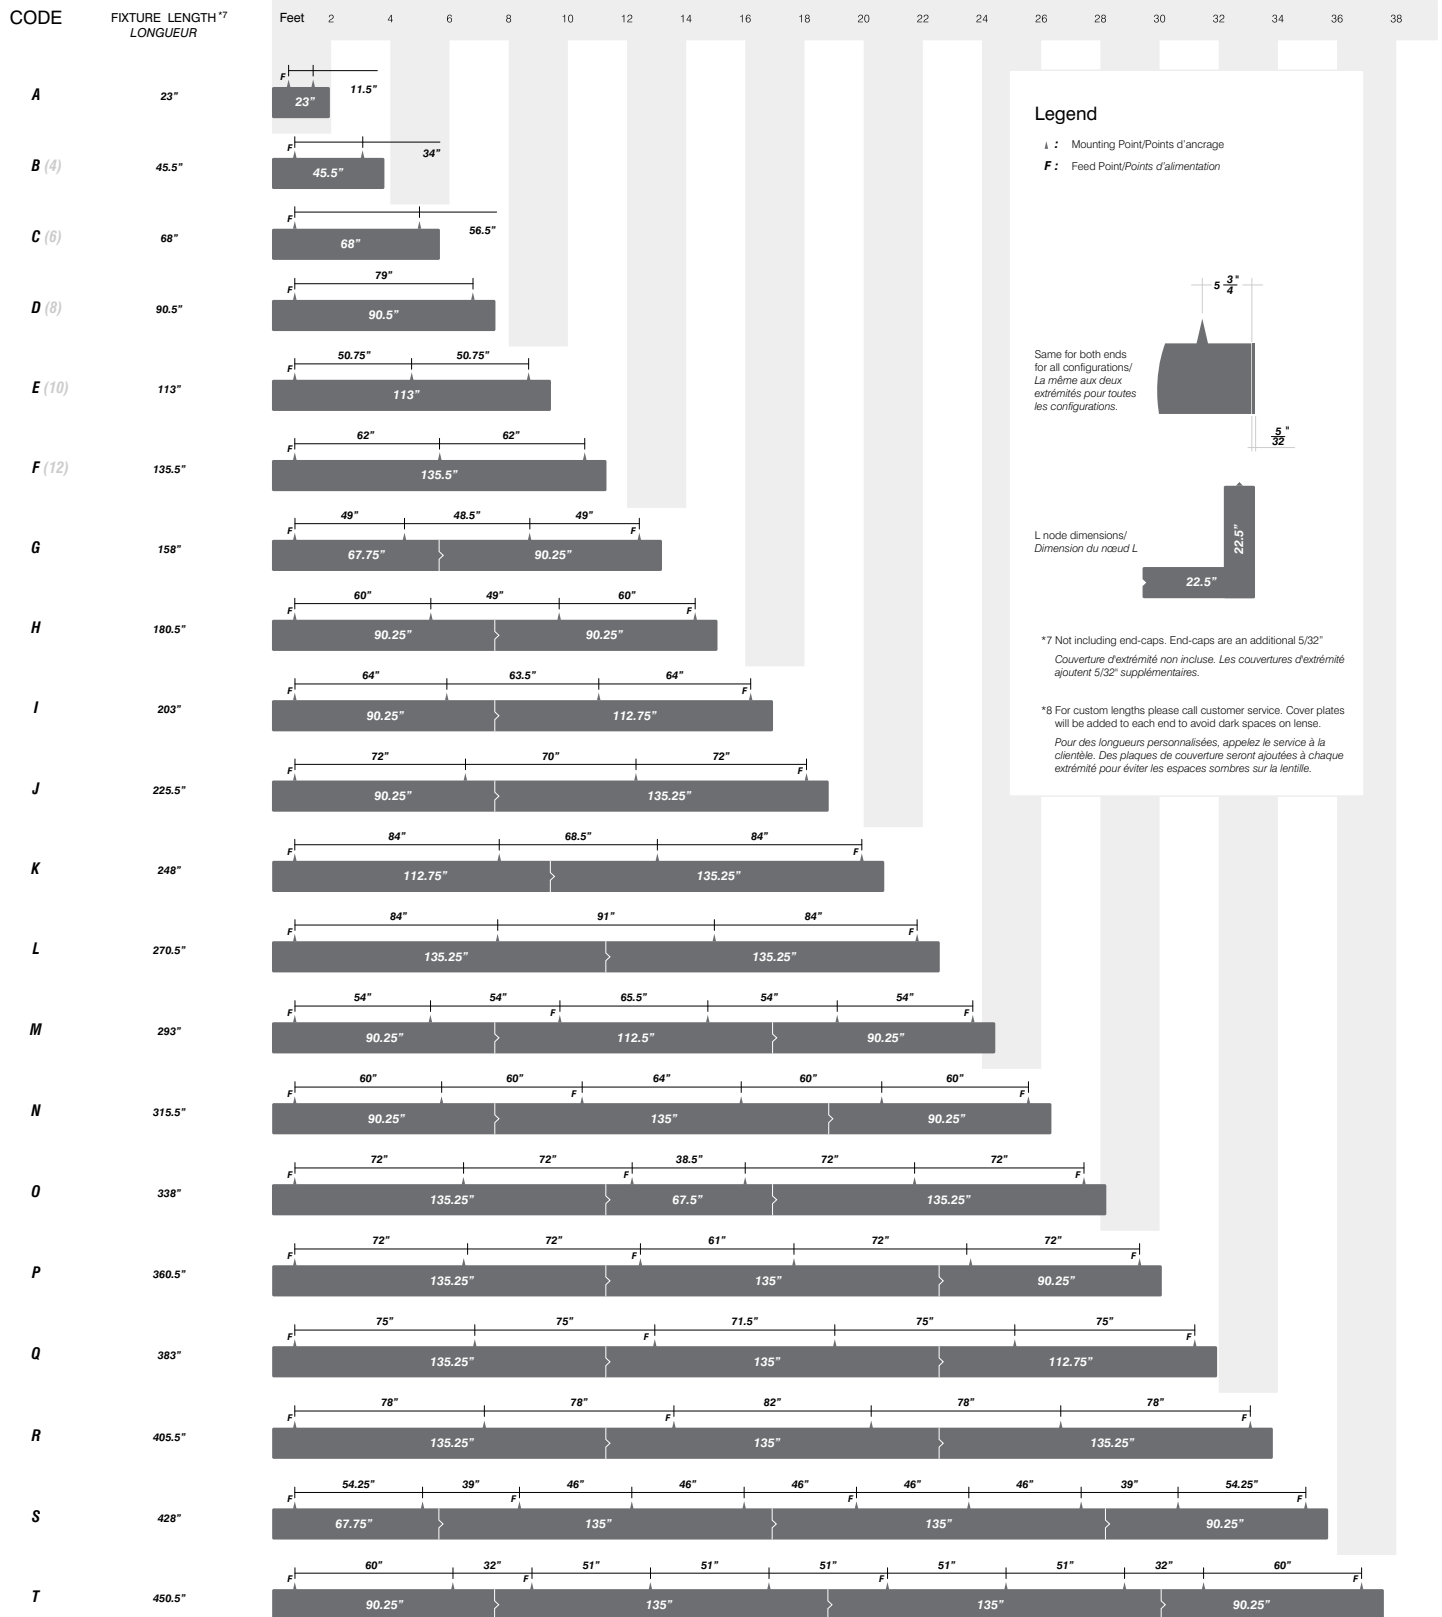 CODE FIXTURE LENGTH *7 Feet 2 4 6 8 10 12 14 16 18 20 22 24 26 28 30 32 34 36 38
LONGUEUR
F 11.5”
A 23” 23”
F 34”
B (4) 45.5” 45.5”
F 56.5”
C (6) 68” 68”
79”
F
D (8) 90.5” 90.5”
50.75” 50.75”
F
E (10) 113” 113”
62” 62”
F
F (12) 135.5” 135.5”
49” 48.5” 49”
F F
G 158” 67.75” 90.25”
60” 49” 60”
F F
H 180.5” 90.25” 90.25”
64” 63.5” 64”
F F
I 203” 90.25” 112.75”
72” 70” 72”
F F
J 225.5” 90.25” 135.25”
84” 68.5” 84”
F F
K 248” 112.75” 135.25”
84” 91” 84”
F F
L 270.5” 135.25” 135.25”
54” 54” 65.5” 54” 54”
F F F
M 293” 90.25” 112.5” 90.25”
60” 60” 64” 60” 60”
F F F
N 315.5” 90.25” 135” 90.25”
72” 72” 38.5” 72” 72”
F F F
O 338” 135.25” 67.5” 135.25”
72” 72” 61” 72” 72”
F F F
P 360.5” 135.25” 135” 90.25”
75” 75” 71.5” 75” 75”
F F F
Q 383” 135.25” 135” 112.75”
78” 78” 82” 78” 78”
F F F
R 405.5” 135.25” 135” 135.25”
54.25” 39” 46” 46” 46” 46” 46” 39” 54.25”
F F F F
S 428” 67.75” 135” 135” 90.25”
60” 32” 51” 51” 51” 51” 51” 32” 60”
F F F F
T 450.5” 90.25” 135” 135” 90.25”
Legend
: Mounting Point/Points d’ancrage
F : Feed Point/Points d’alimentation
5 3/4 "
Same for both ends
for all configurations/
La même aux deux
extrémités pour toutes
les configurations.
5/32 "
L node dimensions/
Dimension du nœud L
22.5”
22.5”
*7 Not including end-caps. End-caps are an additional 5/32”
Couverture d'extrémité non incluse. Les couvertures d'extrémité
ajoutent 5/32" supplémentaires.
*8 For custom lengths please call customer service. Cover plates
will be added to each end to avoid dark spaces on lense.
Pour des longueurs personnalisées, appelez le service à la
clientèle. Des plaques de couverture seront ajoutées à chaque
extrémité pour éviter les espaces sombres sur la lentille.